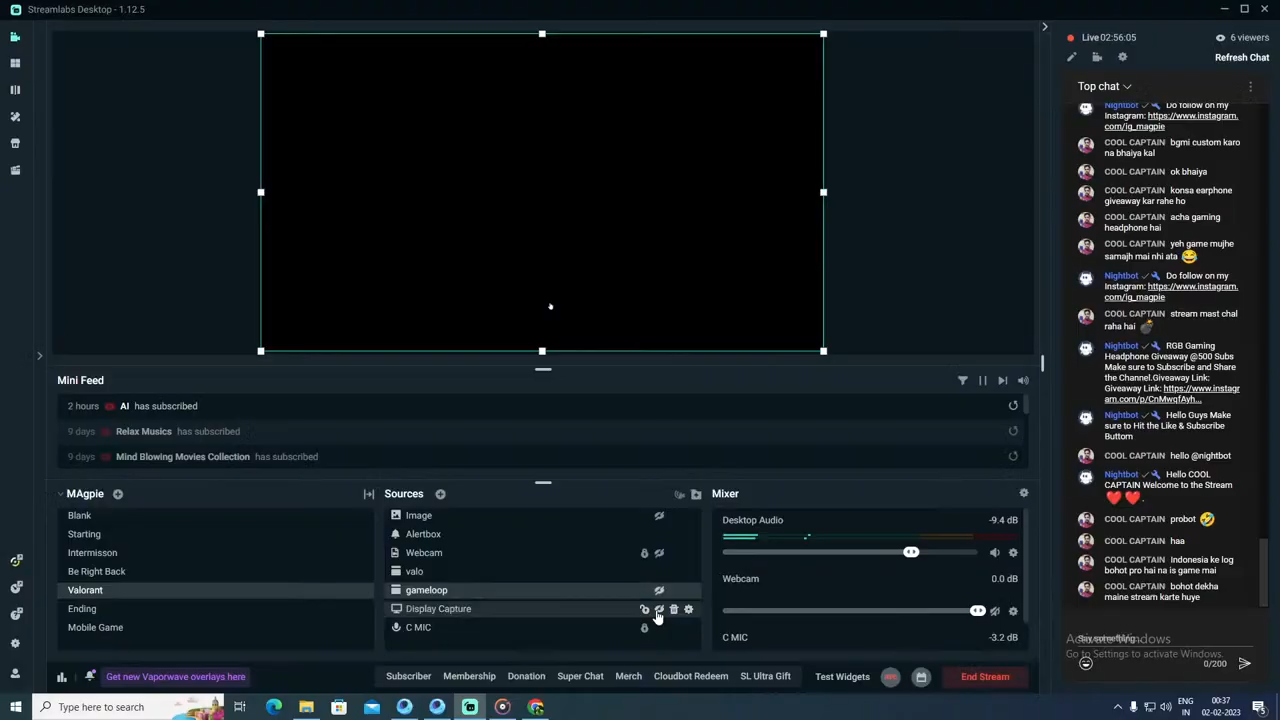 Streamlabs Desktop - 1.12.5
Live 02:56:05
6 viewers
Refresh Chat
Top chat
Nightbot Do follow on my
Instagram: https://www.instagram.
com/ig_magpie
COOL CAPTAIN bgmi custom karo
na bhaiya kal
COOL CAPTAIN ok bhaiya
COOL CAPTAIN konsa earphone
giveaway kar rahe ho
COOL CAPTAIN acha gaming
headphone hai
COOL CAPTAIN yeh game mujhe
samajh mai nhi ata 😂
Nightbot Do follow on my
Instagram: https://www.instagram.
com/ig_magpie
COOL CAPTAIN stream mast chal
raha hai 💣
Nightbot RGB Gaming
Headphone Giveaway @500 Subs
Make sure to Subscribe and Share
the Channel.Giveaway Link:
Giveaway Link: https://www.instagr
am.com/p/CnMwqfAyh...
Nightbot Hello Guys Make
sure to Hit the Like & Subscribe
Buttom
COOL CAPTAIN hello @nightbot
Nightbot Hello COOL
CAPTAIN Welcome to the Stream
❤️❤️.
COOL CAPTAIN probot 🤣
COOL CAPTAIN haa
COOL CAPTAIN Indonesia ke log
bohot pro hai na is game mai
COOL CAPTAIN bohot dekha
maine stream karte huye
Say something...
Activate Windows
Go to Settings to activate Windows.
0/200
Mini Feed
2 hours AI has subscribed
9 days Relax Musics has subscribed
9 days Mind Blowing Movies Collection has subscribed
MAgpie
Blank
Starting
Intermisson
Be Right Back
Valorant
Ending
Mobile Game
Sources
Image
Alertbox
Webcam
valo
gameloop
Display Capture
C MIC
Mixer
Desktop Audio -9.4 dB
Webcam 0.0 dB
C MIC -3.2 dB
Get new Vaporwave overlays here
Subscriber Membership Donation Super Chat Merch Cloudbot Redeem SL Ultra Gift
Test Widgets
End Stream
Type here to search
ENG
IN
00:37
02-02-2023
5